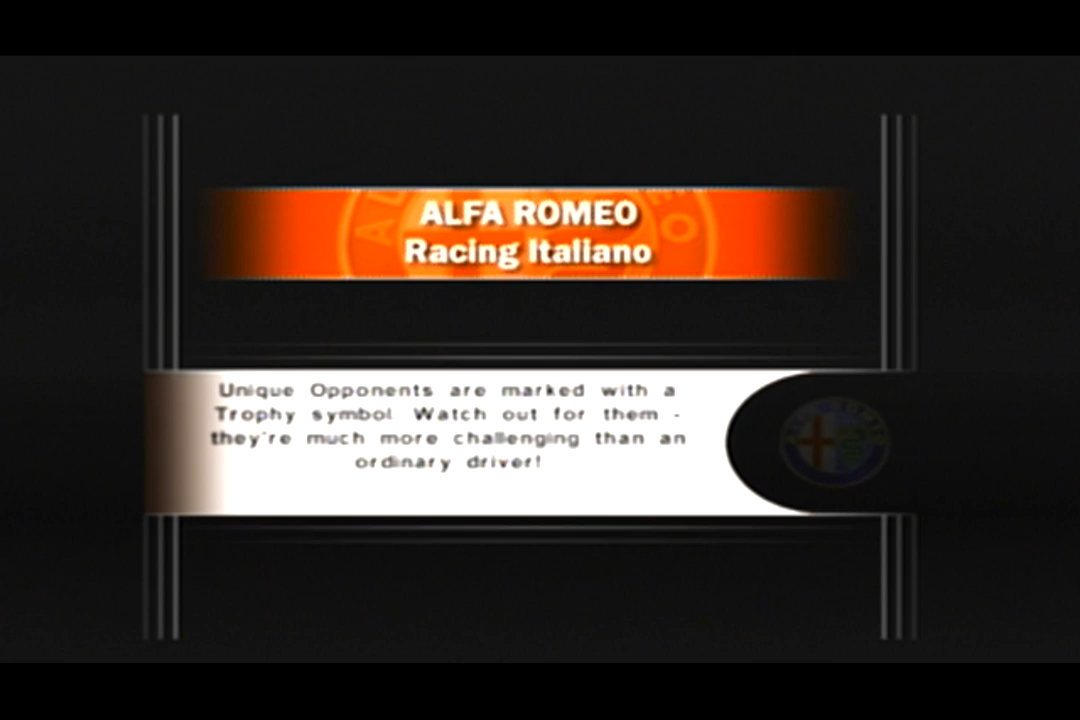 ALFA ROMEO
Racing Italiano
Unique Opponents are marked with a
Trophy symbol. Watch out for them -
they're much more challenging than an
ordinary driver!